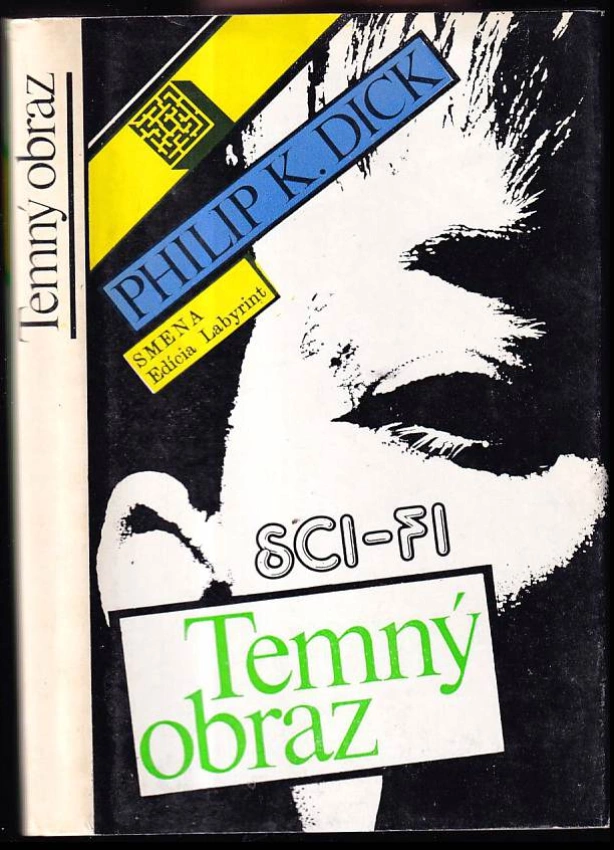 Temný obraz
PHILIP K. DICK
SMENA
Edícia Labyrint
SCI-FI
Temný
obraz